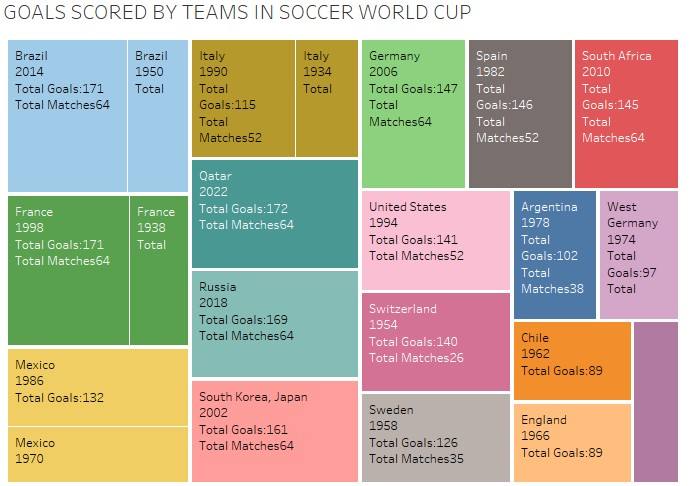 GOALS SCORED BY TEAMS IN SOCCER WORLD CUP
Brazil
2014
Total Goals:171
Total Matches64
Brazil
1950
Total
Italy
1990
Total
Goals:115
Total
Matches52
Italy
1934
Total
Germany
2006
Total Goals:147
Total
Matches64
Spain
1982
Total
Goals:146
Total
Matches52
South Africa
2010
Total
Goals:145
Total
Matches64
France
1998
Total Goals:171
Total Matches64
France
1938
Total
Qatar
2022
Total Goals:172
Total Matches64
Russia
2018
Total Goals:169
Total Matches64
United States
1994
Total Goals:141
Total Matches52
Argentina
1978
Total
Goals:102
Total
Matches38
West
Germany
1974
Total
Goals:97
Total
Switzerland
1954
Total Goals:140
Total Matches26
Mexico
1986
Total Goals:132
Mexico
1970
South Korea, Japan
2002
Total Goals:161
Total Matches64
Sweden
1958
Total Goals:126
Total Matches35
Chile
1962
Total Goals:89
England
1966
Total Goals:89